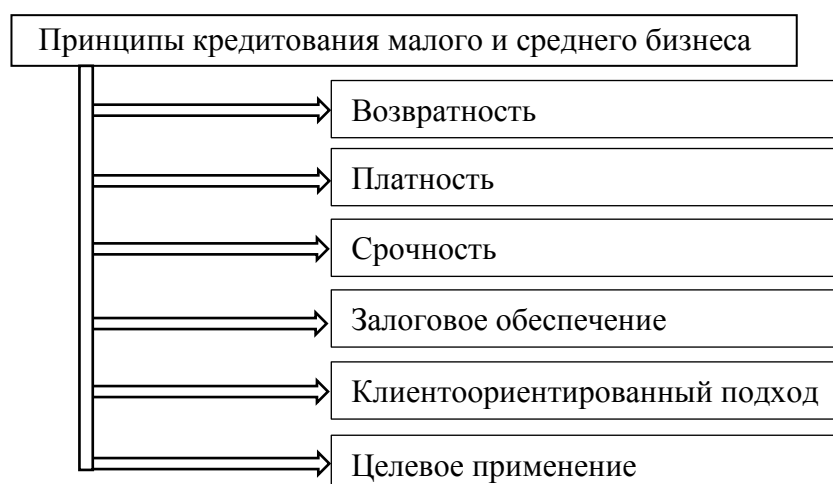 Принципы кредитования малого и среднего бизнеса
Возвратность
Платность
Срочность
Залоговое обеспечение
Клиентоориентированный подход
Целевое применение